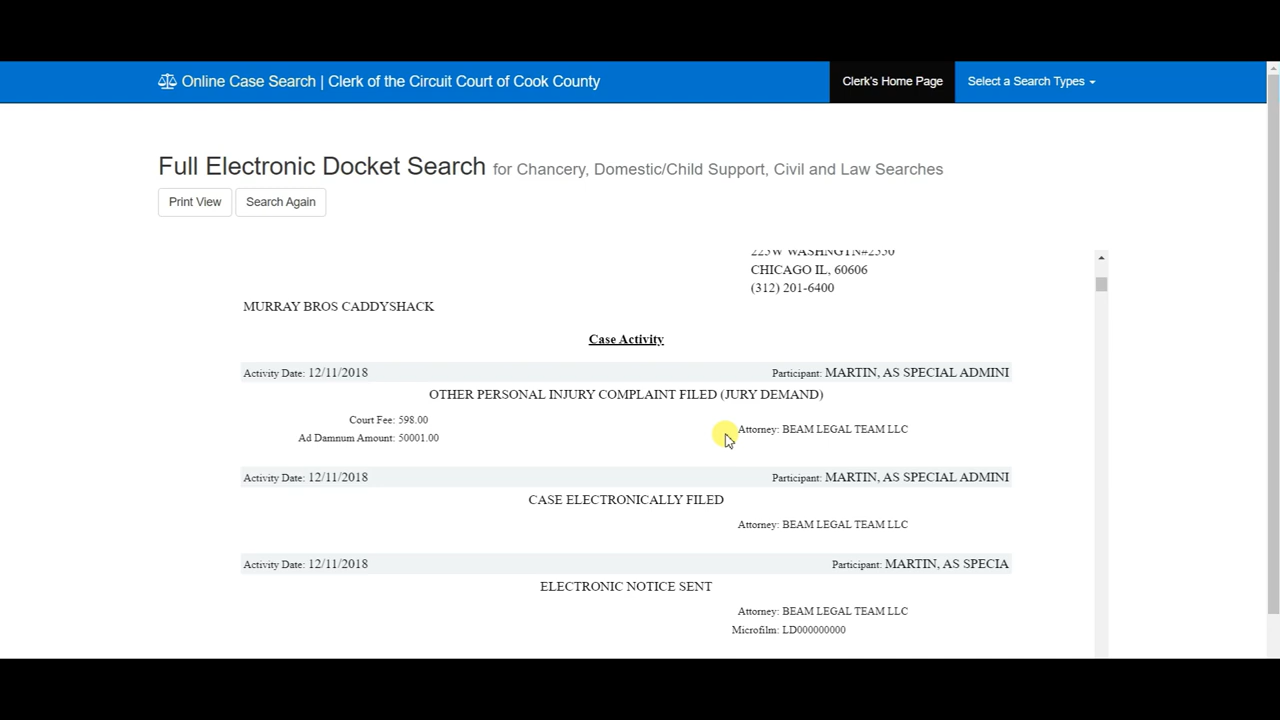 Online Case Search | Clerk of the Circuit Court of Cook County
Clerk's Home Page
Select a Search Types
Full Electronic Docket Search for Chancery, Domestic/Child Support, Civil and Law Searches
Print View
Search Again
225W WASHNGTN#2550
CHICAGO IL, 60606
(312) 201-6400
MURRAY BROS CADDYSHACK
Case Activity
Activity Date: 12/11/2018 Participant: MARTIN, AS SPECIAL ADMINI
OTHER PERSONAL INJURY COMPLAINT FILED (JURY DEMAND)
Court Fee: 598.00
Attorney: BEAM LEGAL TEAM LLC
Ad Damnum Amount: 50001.00
Activity Date: 12/11/2018 Participant: MARTIN, AS SPECIAL ADMINI
CASE ELECTRONICALLY FILED
Attorney: BEAM LEGAL TEAM LLC
Activity Date: 12/11/2018 Participant: MARTIN, AS SPECIA
ELECTRONIC NOTICE SENT
Attorney: BEAM LEGAL TEAM LLC
Microfilm: LD000000000